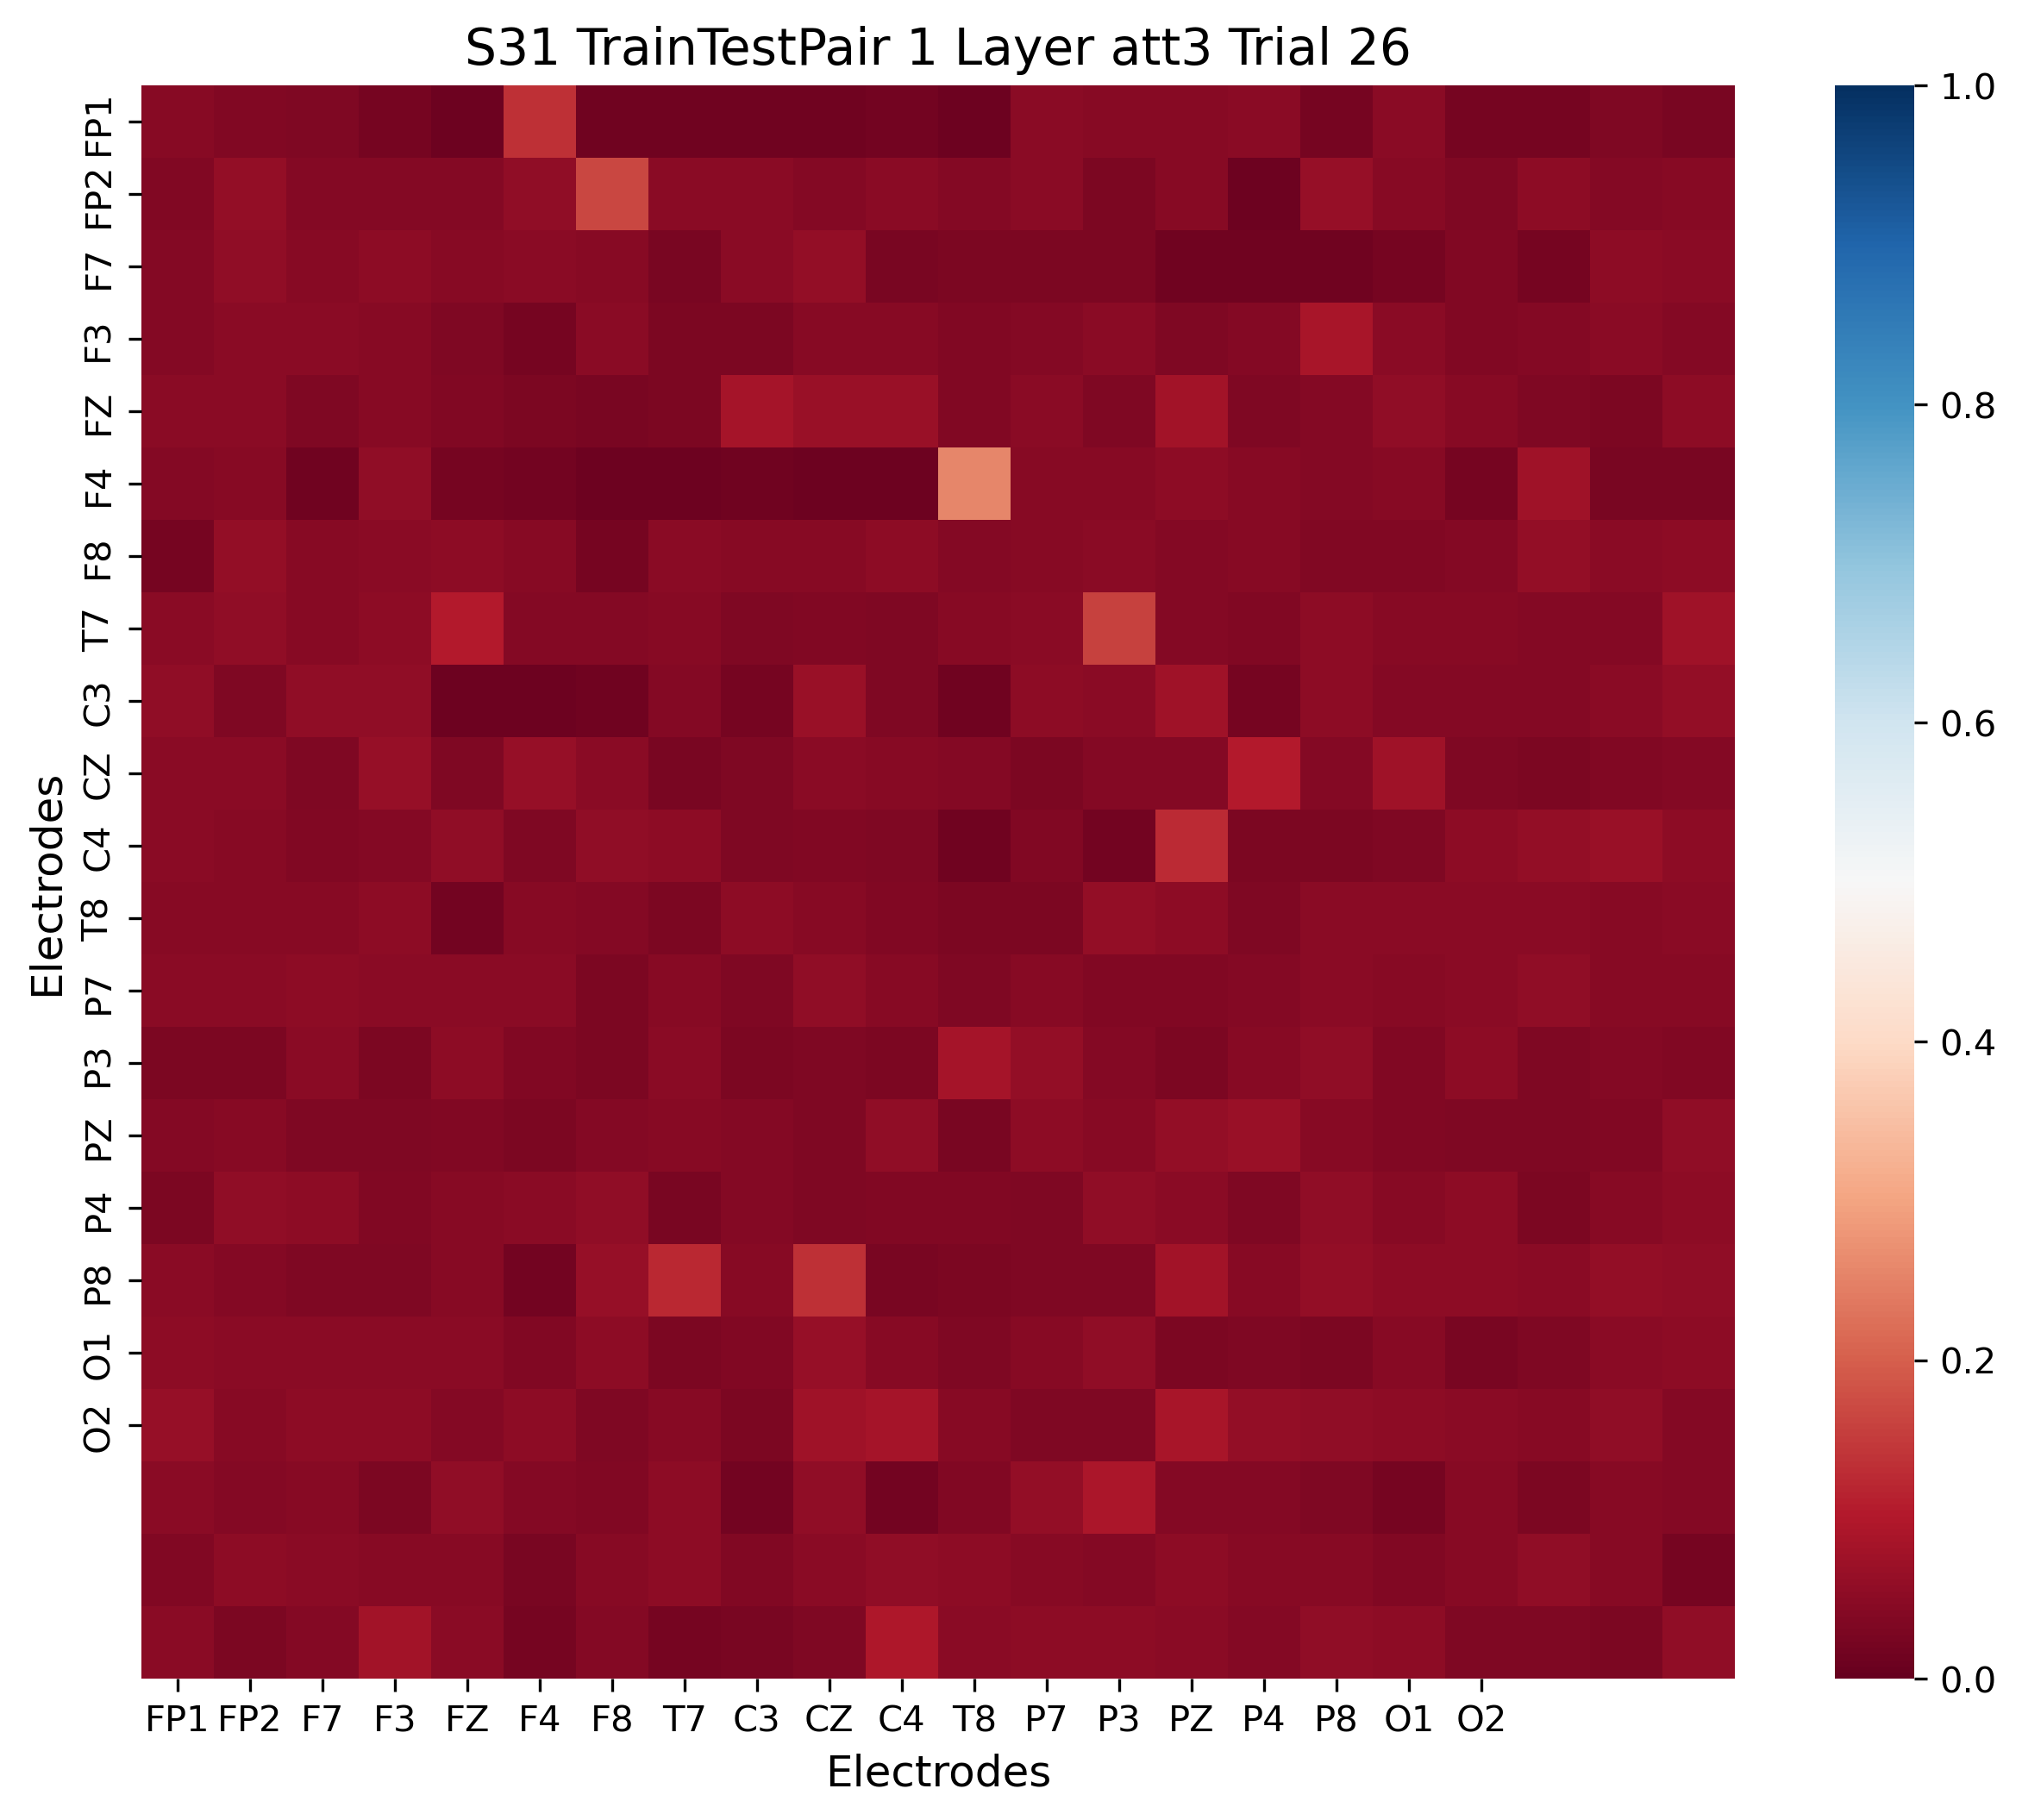 S31 TrainTestPair 1 Layer att3 Trial 26
Electrodes
FP1
FP2
F7
F3
FZ
F4
F8
T7
C3
CZ
C4
T8
P7
P3
PZ
P4
P8
O1
O2
1.0
0.8
0.6
0.4
0.2
0.0
FP1 FP2 F7 F3 FZ F4 F8 T7 C3 CZ C4 T8 P7 P3 PZ P4 P8 O1 O2
Electrodes